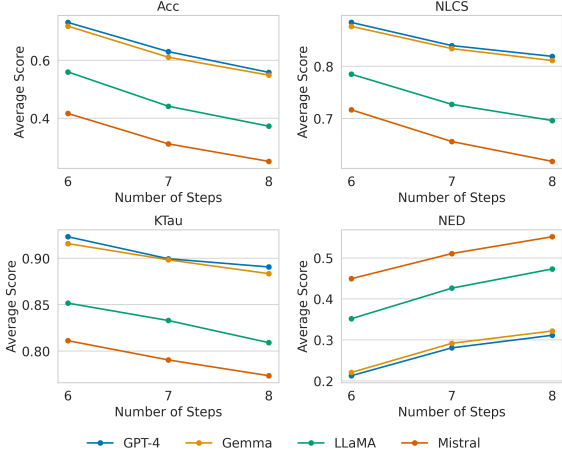 Acc
NLCS
Average Score
0.6
0.4
6
7
8
Number of Steps
Average Score
0.8
0.7
6
7
8
Number of Steps
KTau
NED
Average Score
0.90
0.85
0.80
6
7
8
Number of Steps
Average Score
0.5
0.4
0.3
0.2
6
7
8
Number of Steps
GPT-4
Gemma
LLaMA
Mistral